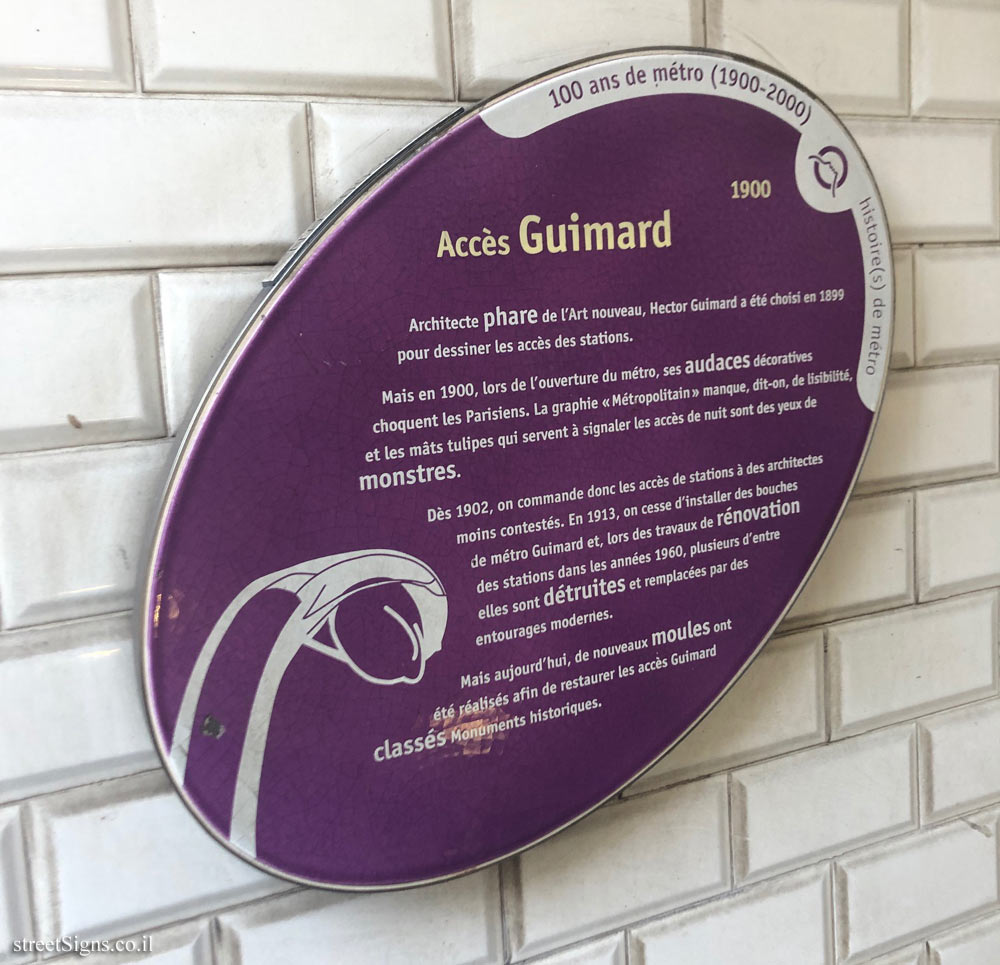 100 ans de métro (1900-2000)
histoire(s) de métro
1900
Accès Guimard
Architecte phare de l'Art nouveau, Hector Guimard a été choisi en 1899
pour dessiner les accès des stations.
Mais en 1900, lors de l'ouverture du métro, ses audaces décoratives
choquent les Parisiens. La graphie « Métropolitain » manque, dit-on, de lisibilité,
et les mâts tulipes qui servent à signaler les accès de nuit sont des yeux de
monstres.
Dès 1902, on commande donc les accès de stations à des architectes
moins contestés. En 1913, on cesse d'installer des bouches
de métro Guimard et, lors des travaux de rénovation
des stations dans les années 1960, plusieurs d'entre
elles sont détruites et remplacées par des
entourages modernes.
Mais aujourd'hui, de nouveaux moules ont
été réalisés afin de restaurer les accès Guimard
classés Monuments historiques.
streetSigns.co.il